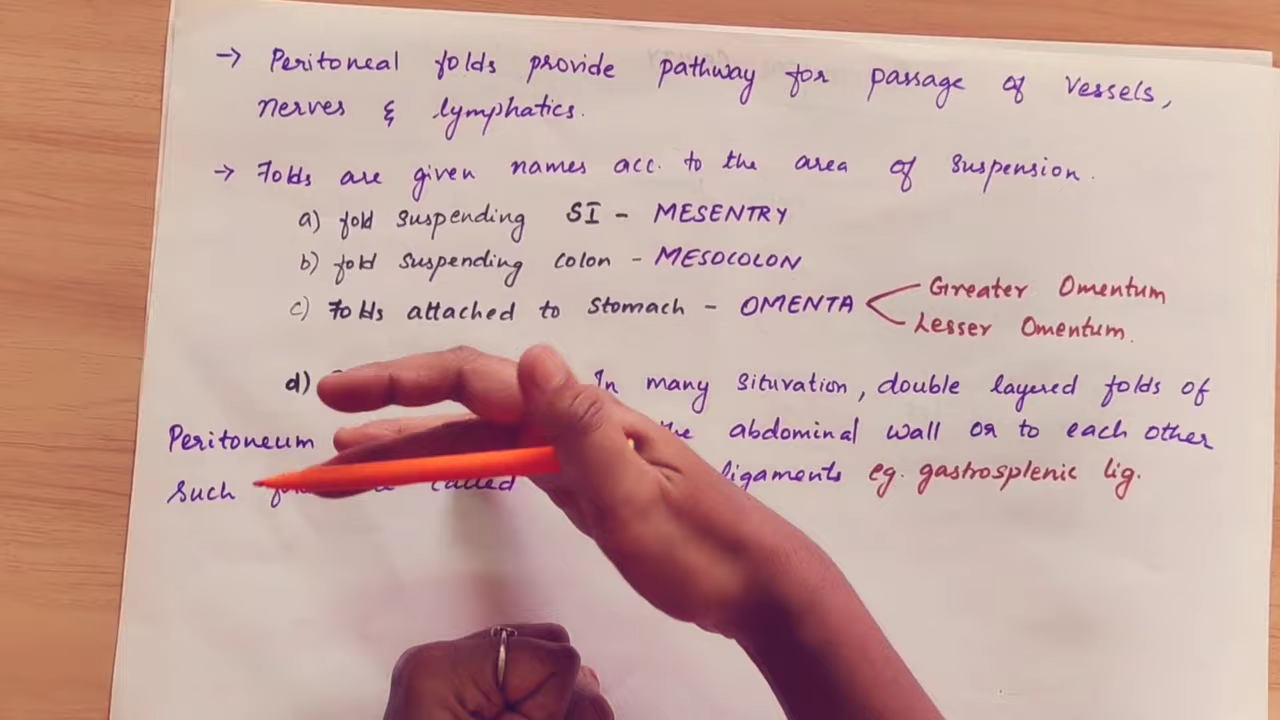 → Peritoneal folds provide pathway for passage of vessels,
nerves & lymphatics.
→ Folds are given names acc. to the area of suspension.
a) fold suspending SI - MESENTRY
b) fold suspending colon - MESOCOLON
c) Folds attached to stomach - OMENTA
Greater Omentum
Lesser Omentum.
d) In many situvation, double layered folds of
Peritoneum the abdominal wall or to each other
such called ligaments eg. gastrosplenic lig.